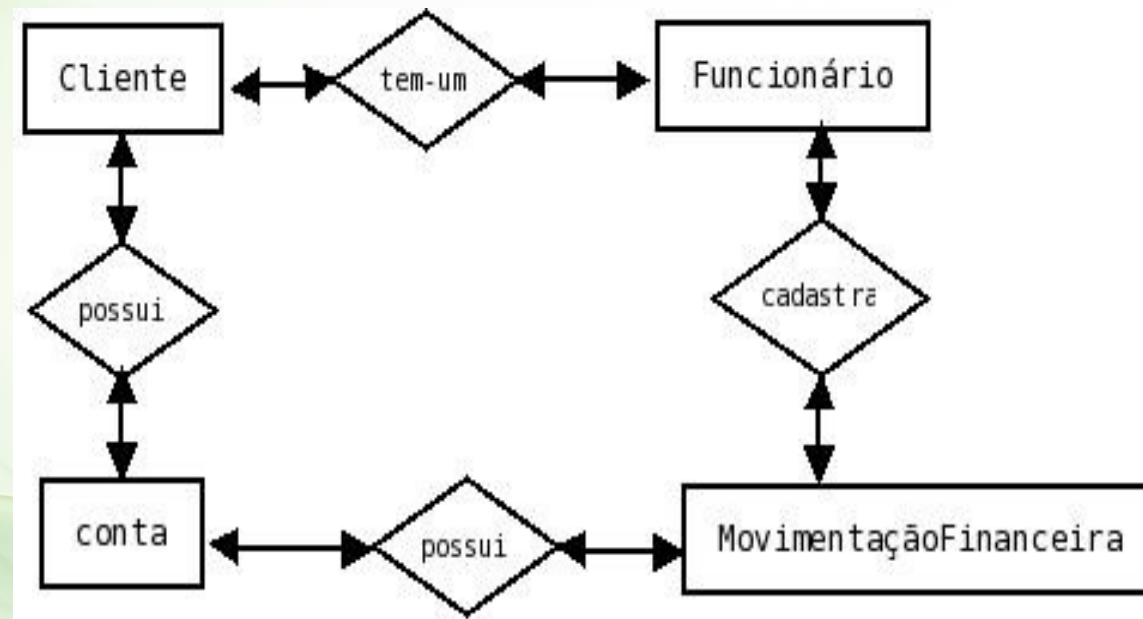 Cliente
tem-um
Funcionário
possui
cadastra
conta
possui
MovimentaçãoFinanceira